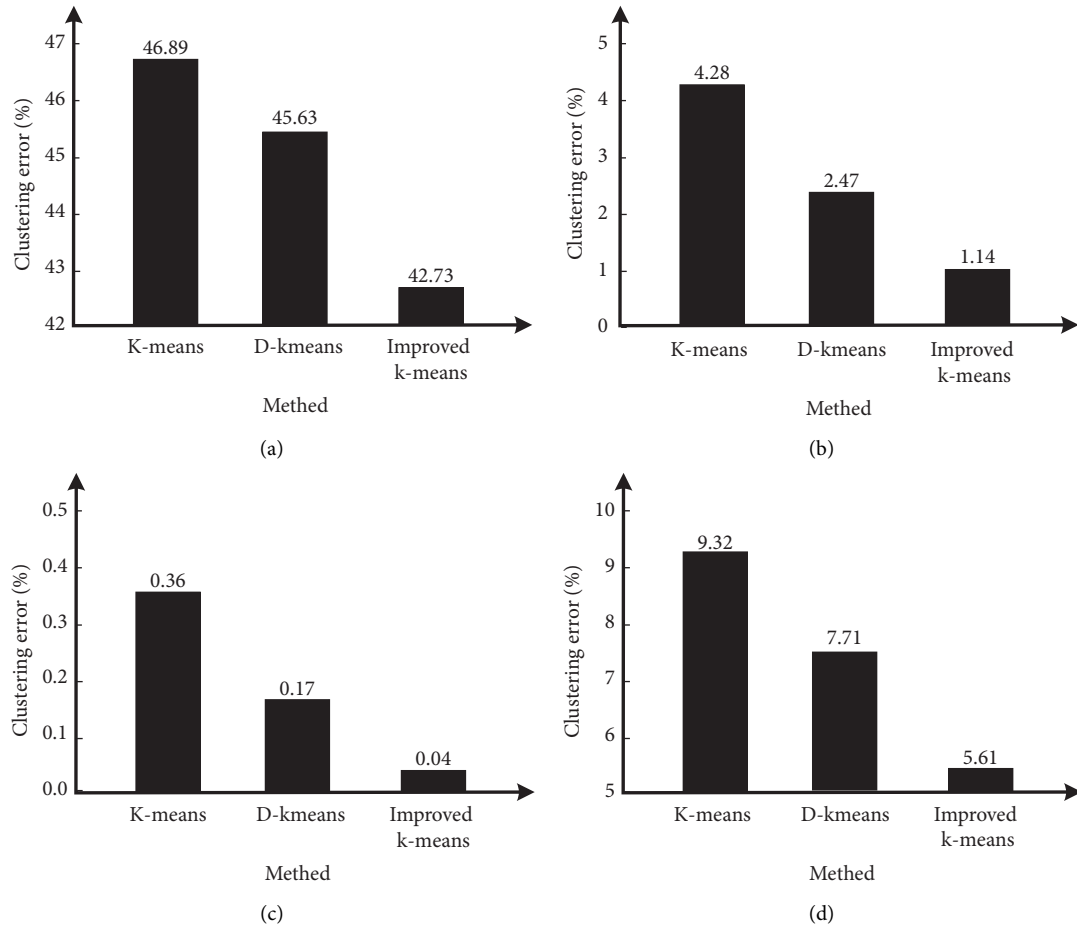 Clustering error (%)
47
46
45
44
43
42
46.89
45.63
42.73
K-means
D-kmeans
Improved
k-means
Methed
(a)
Clustering error (%)
5
4
3
2
1
0
4.28
2.47
1.14
K-means
D-kmeans
Improved
k-means
Methed
(b)
Clustering error (%)
0.5
0.4
0.3
0.2
0.1
0.0
0.36
0.17
0.04
K-means
D-kmeans
Improved
k-means
Methed
(c)
Clustering error (%)
10
9
8
7
6
5
9.32
7.71
5.61
K-means
D-kmeans
Improved
k-means
Methed
(d)